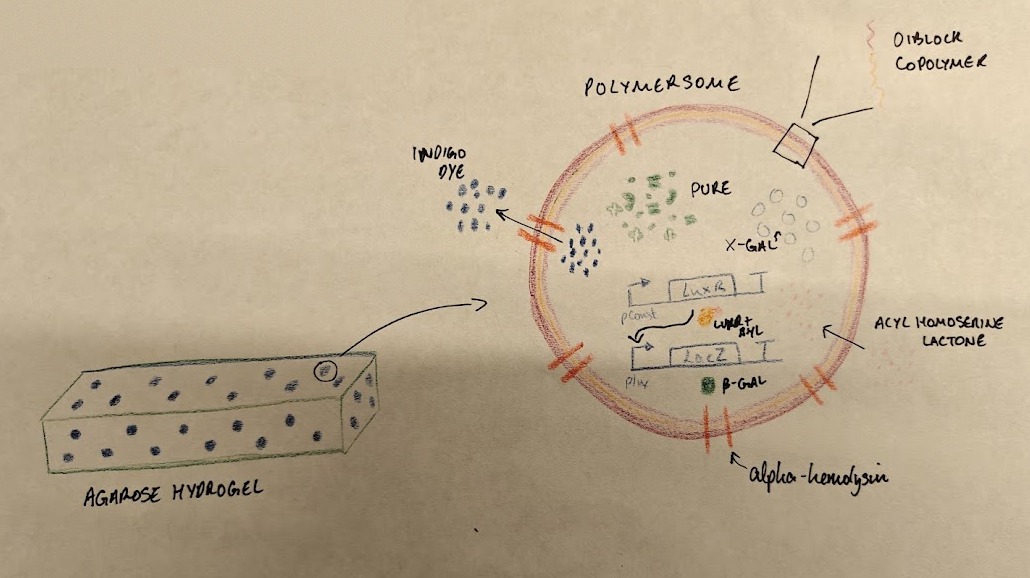 DIBLOCK
COPOLYMER
POLYMERSOME
INDIGO
DYE
PURE
X-GAL
LuxR
pConst
LUXR +
AYL
LacZ
plux
β-GAL
ACYL HOMOSERINE
LACTONE
alpha-hemolysin
AGAROSE HYDROGEL